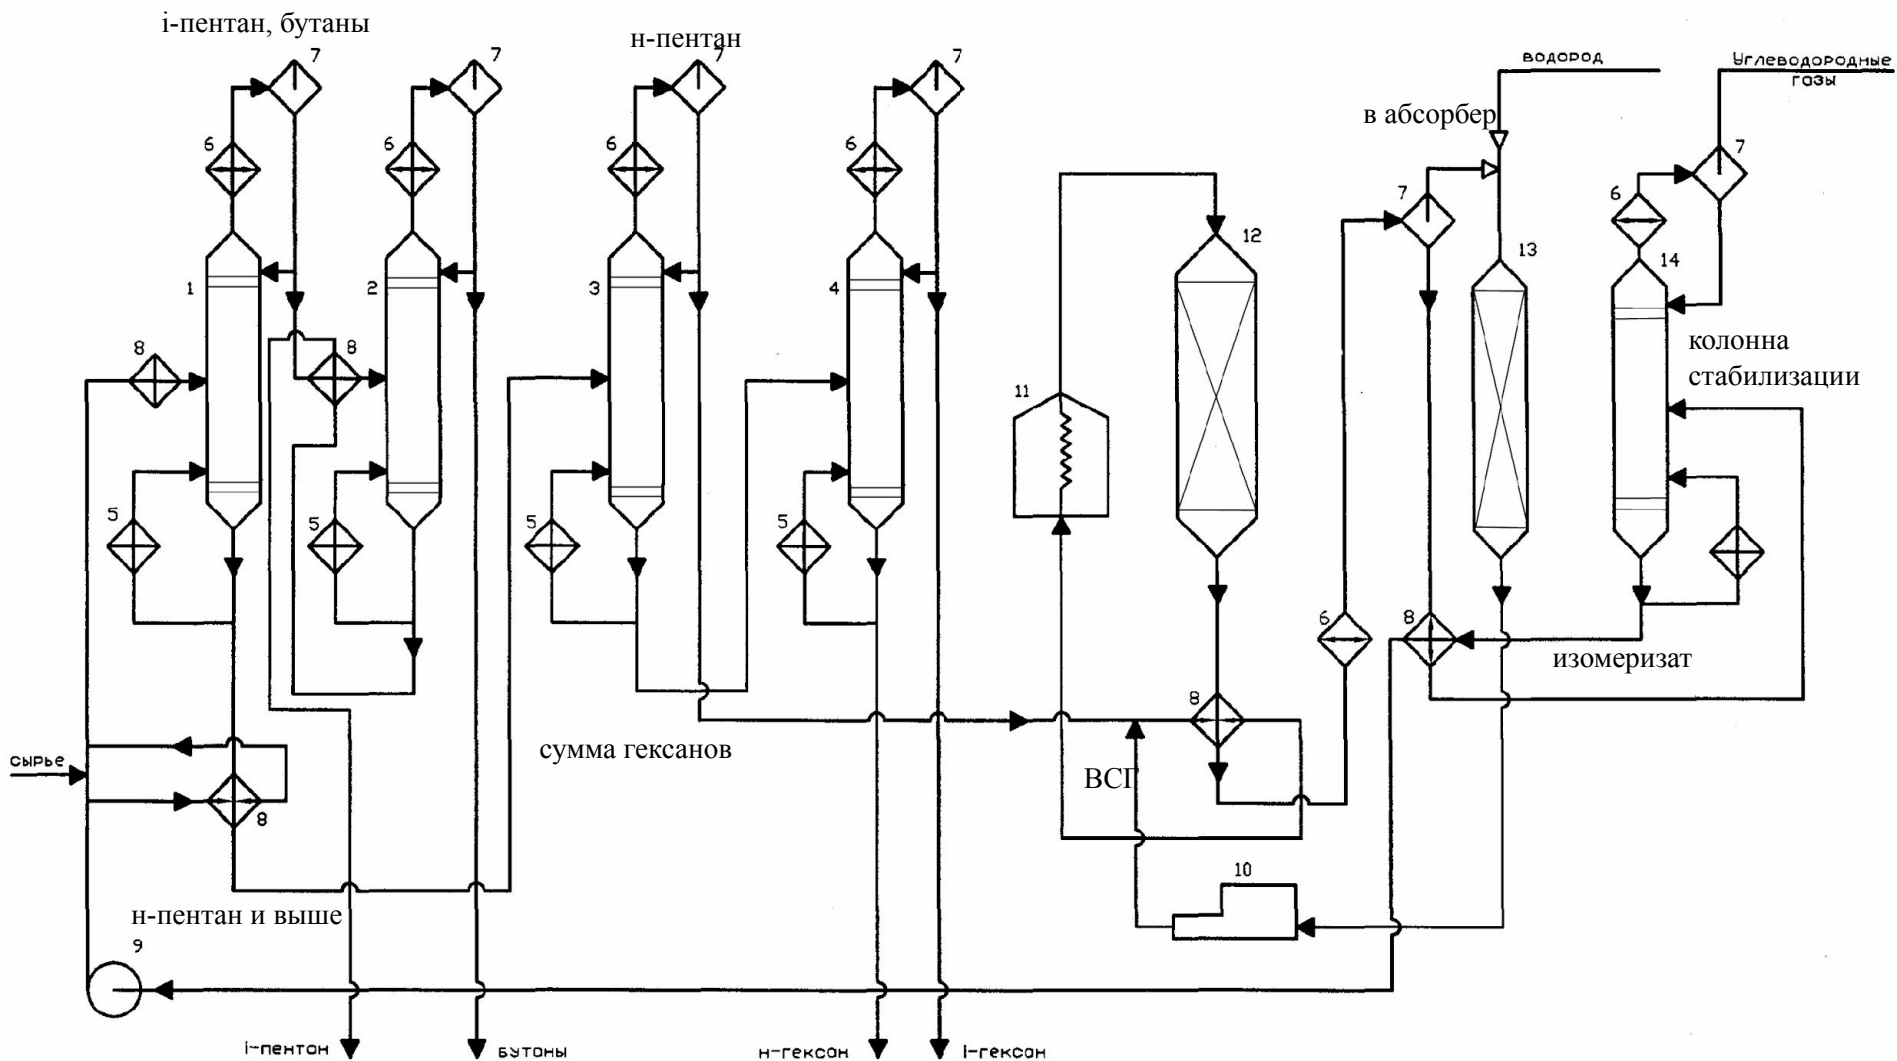 i-пентан, бутаны
н-пентан
7
7
7
7
водород
Углеводородные
газы
в абсорбер
6
6
6
6
7
7
6
12
13
14
1
2
3
4
8
8
колонна
стабилизации
11
5
5
5
5
6
8
изомеризат
8
сумма гексанов
ВСГ
сырье
8
10
н-пентан и выше
9
i-пентан
бутаны
н-гексан
i-гексан